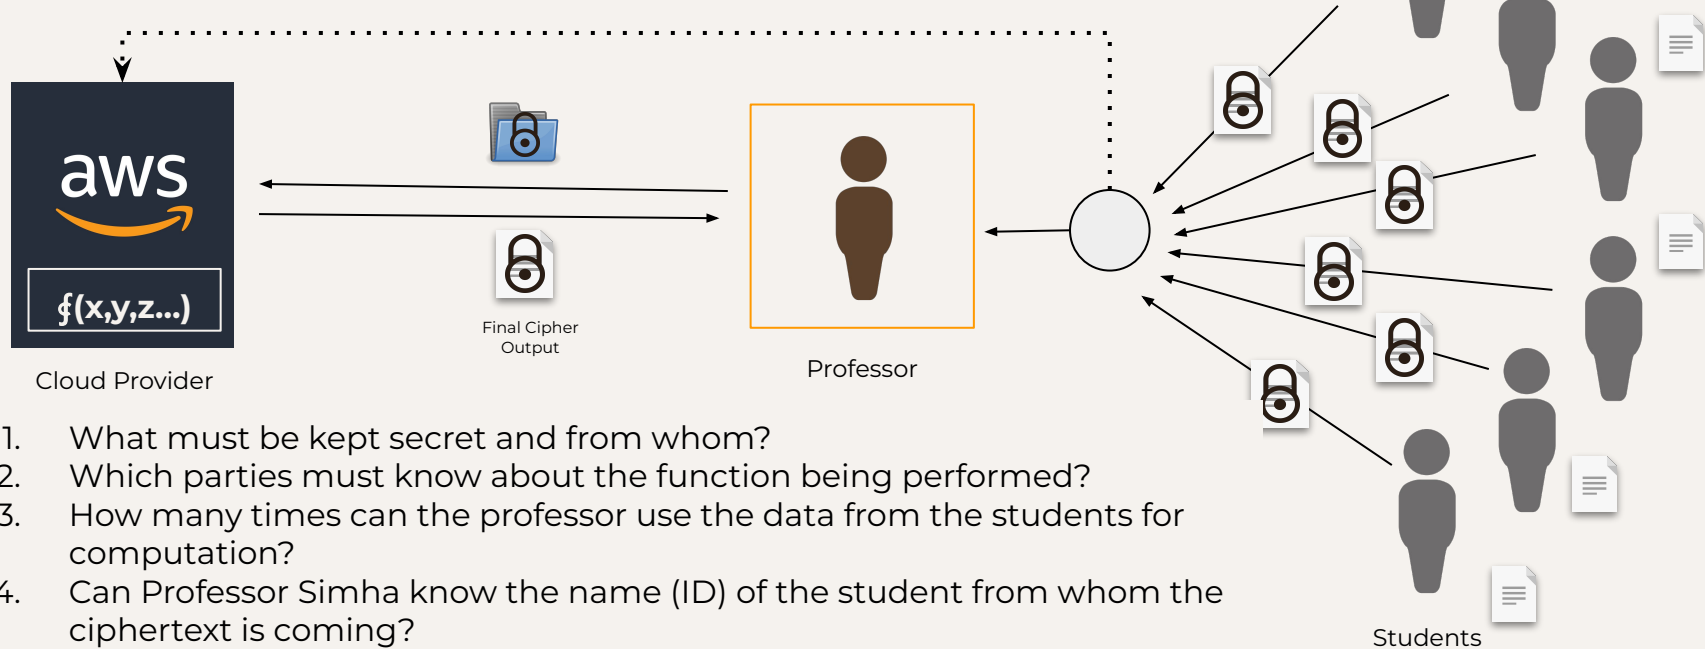 aws
∮(x,y,z...)
Cloud Provider
Final Cipher
Output
Professor
Students
1. What must be kept secret and from whom?
2. Which parties must know about the function being performed?
3. How many times can the professor use the data from the students for
computation?
4. Can Professor Simha know the name (ID) of the student from whom the
ciphertext is coming?